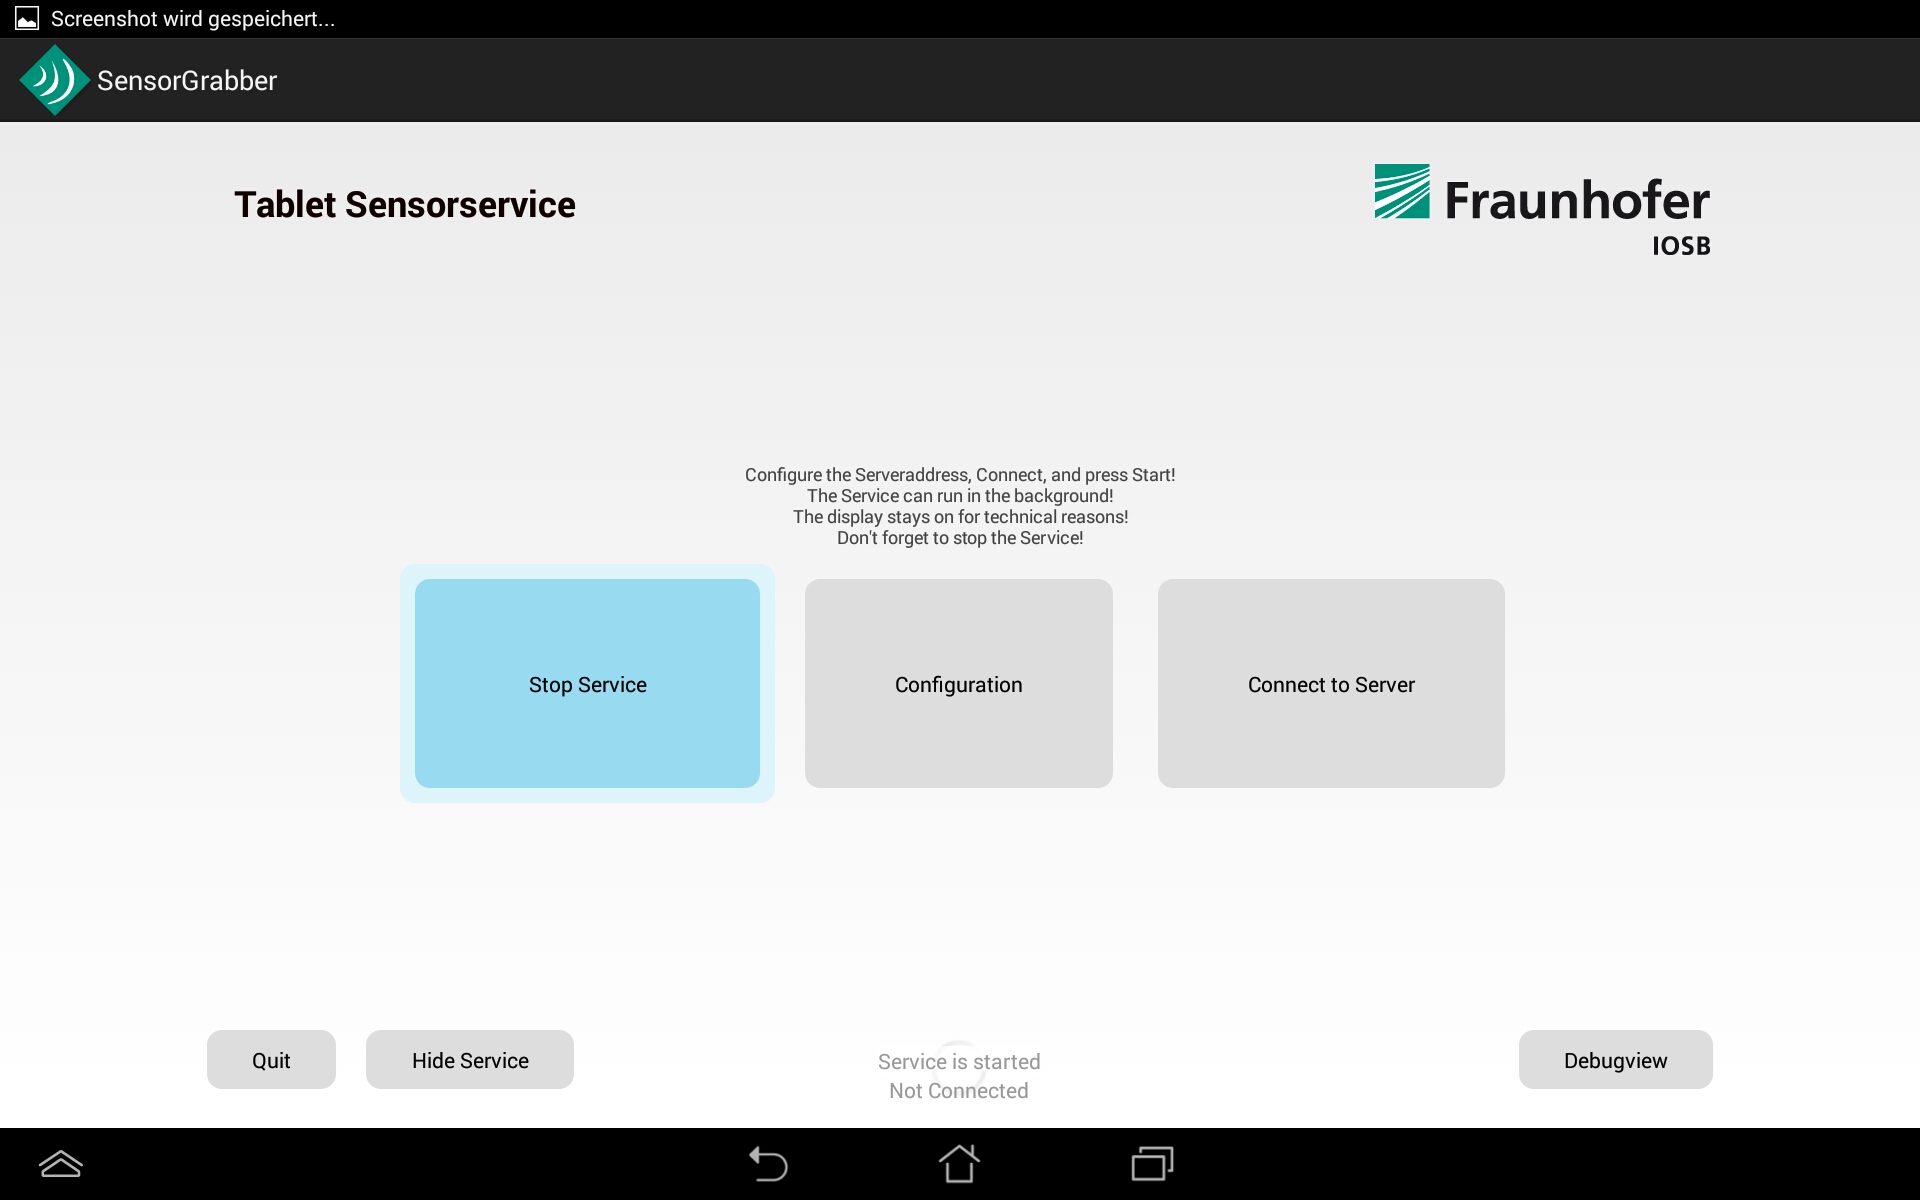 Screenshot wird gespeichert...
SensorGrabber
Tablet Sensorservice
Fraunhofer
IOSB
Configure the Serveraddress, Connect, and press Start!
The Service can run in the background!
The display stays on for technical reasons!
Don't forget to stop the Service!
Stop Service
Configuration
Connect to Server
Quit
Hide Service
Service is started
Not Connected
Debugview